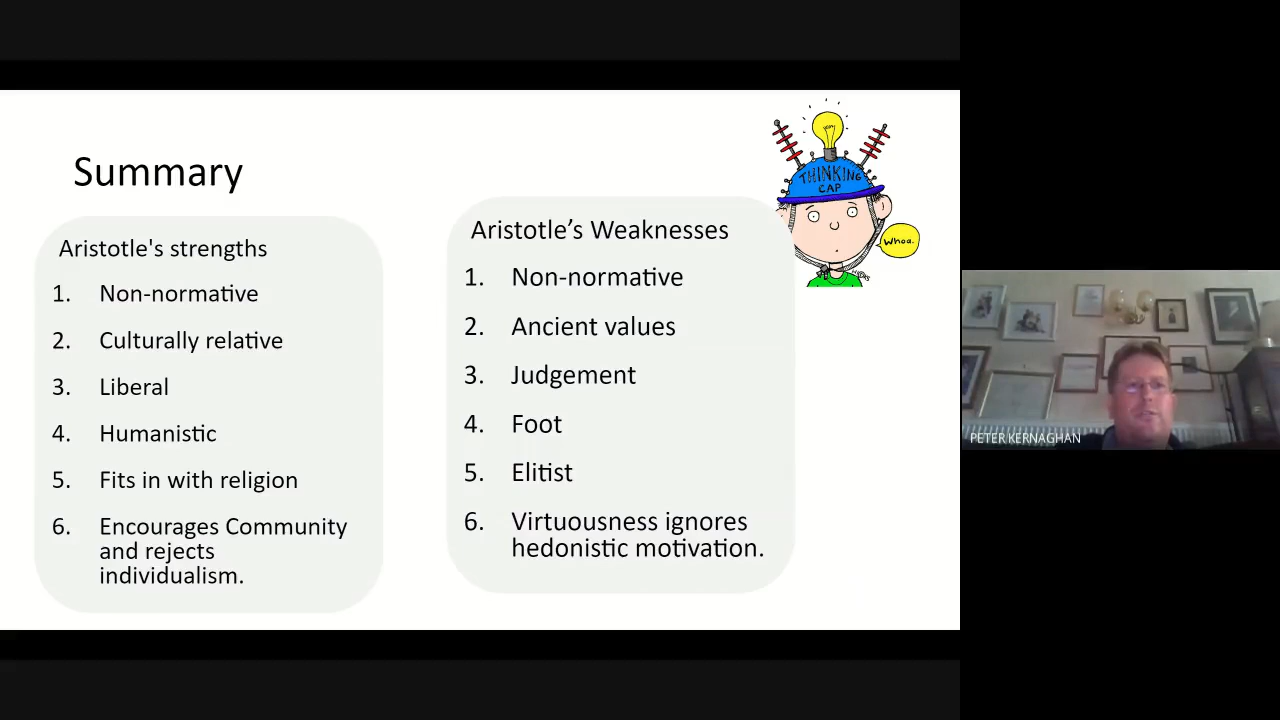 Summary
Aristotle's strengths
1. Non-normative
2. Culturally relative
3. Liberal
4. Humanistic
5. Fits in with religion
6. Encourages Community
and rejects
individualism.
Aristotle’s Weaknesses
1. Non-normative
2. Ancient values
3. Judgement
4. Foot
5. Elitist
6. Virtuousness ignores
hedonistic motivation.
THINKING
CAP
Whoa.
PETER KERNAGHAN